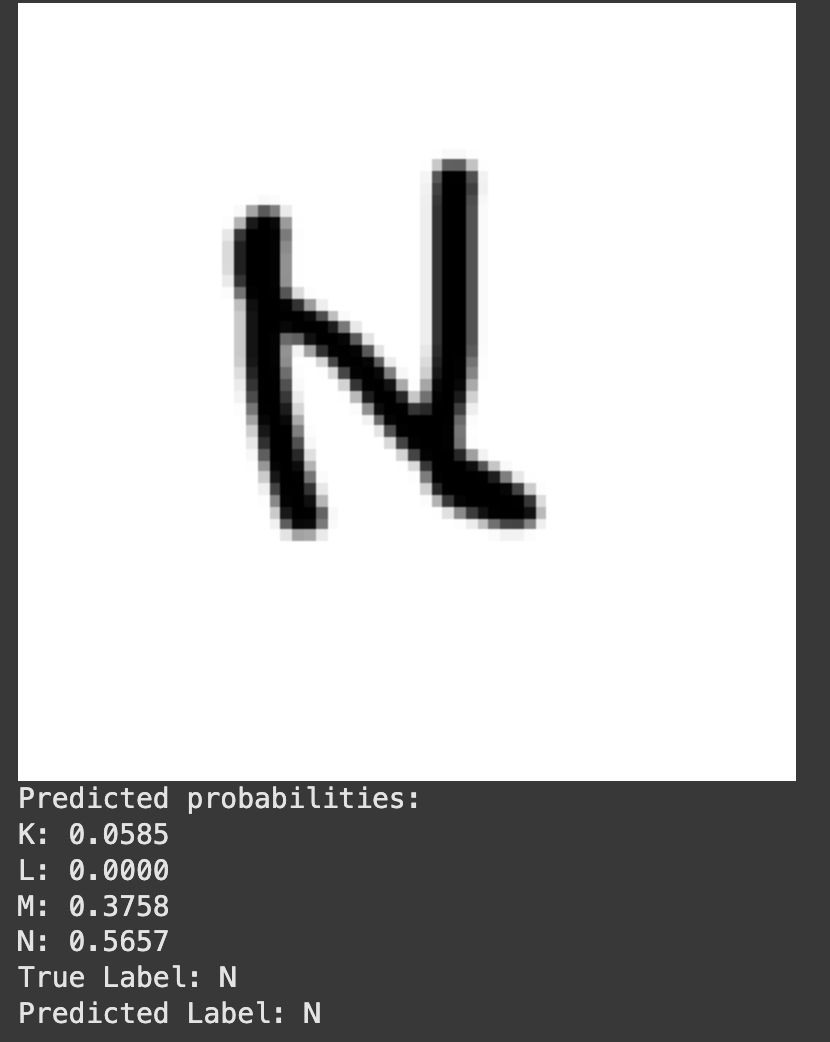 N
Predicted probabilities:
K: 0.0585
L: 0.0000
M: 0.3758
N: 0.5657
True Label: N
Predicted Label: N